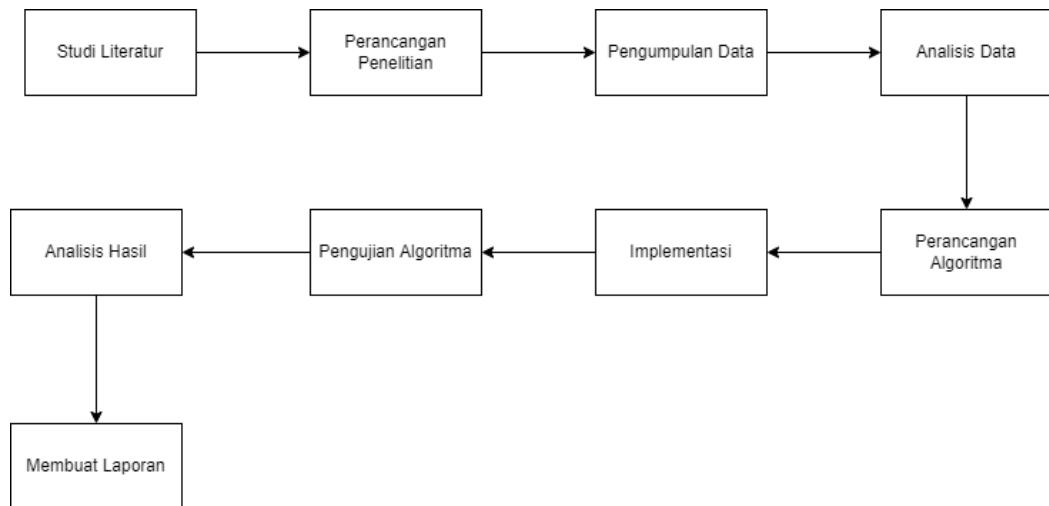 Studi Literatur
Perancangan
Penelitian
Pengumpulan Data
Analisis Data
Perancangan
Algoritma
Implementasi
Pengujian Algoritma
Analisis Hasil
Membuat Laporan